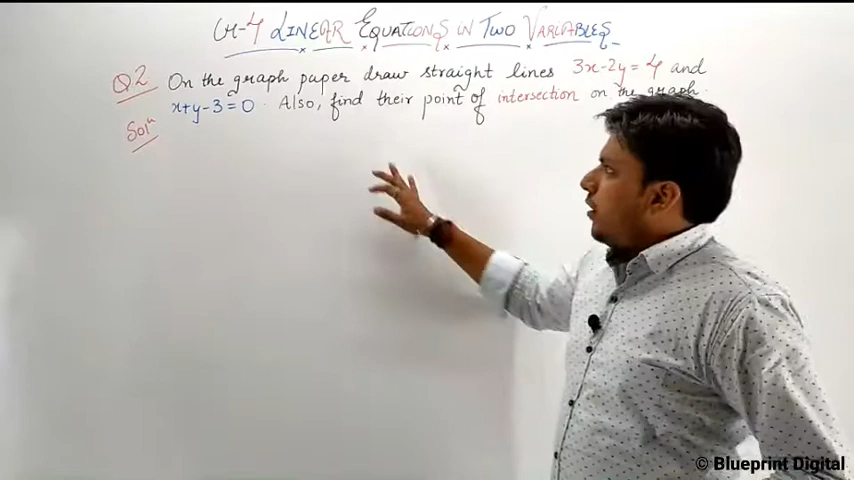 CH-4 LINEAR EQUATIONS IN TWO VARIABLES
Q2 On the graph paper draw straight lines 3x-2y=4 and
x+y-3=0. Also, find their point of intersection on the graph.
Solⁿ
© Blueprint Digital